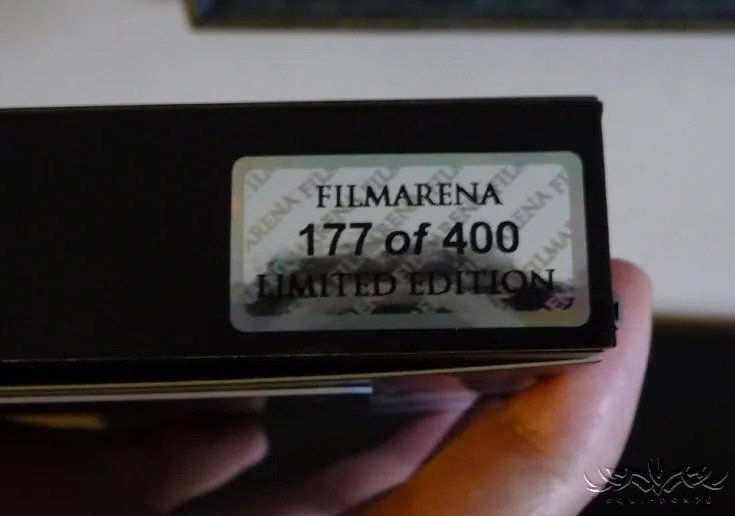 FILMARENA
177 of 400
LIMITED EDITION